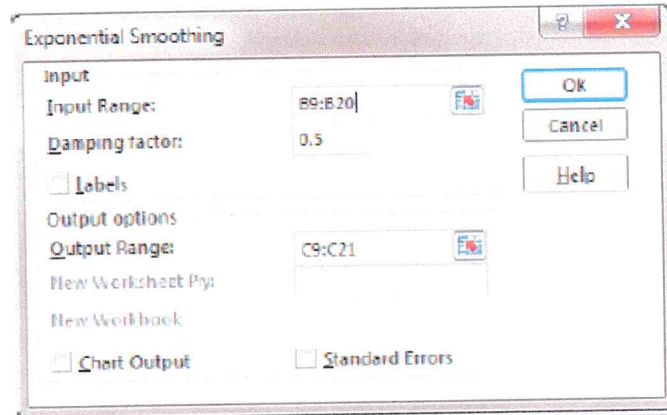 Exponential Smoothing
?
X
Input
Input Range:
B9:B20
OK
Damping factor:
0.5
Cancel
Labels
Help
Output options
Output Range:
C9:C21
New Worksheet Ply:
New Workbook
Chart Output
Standard Errors